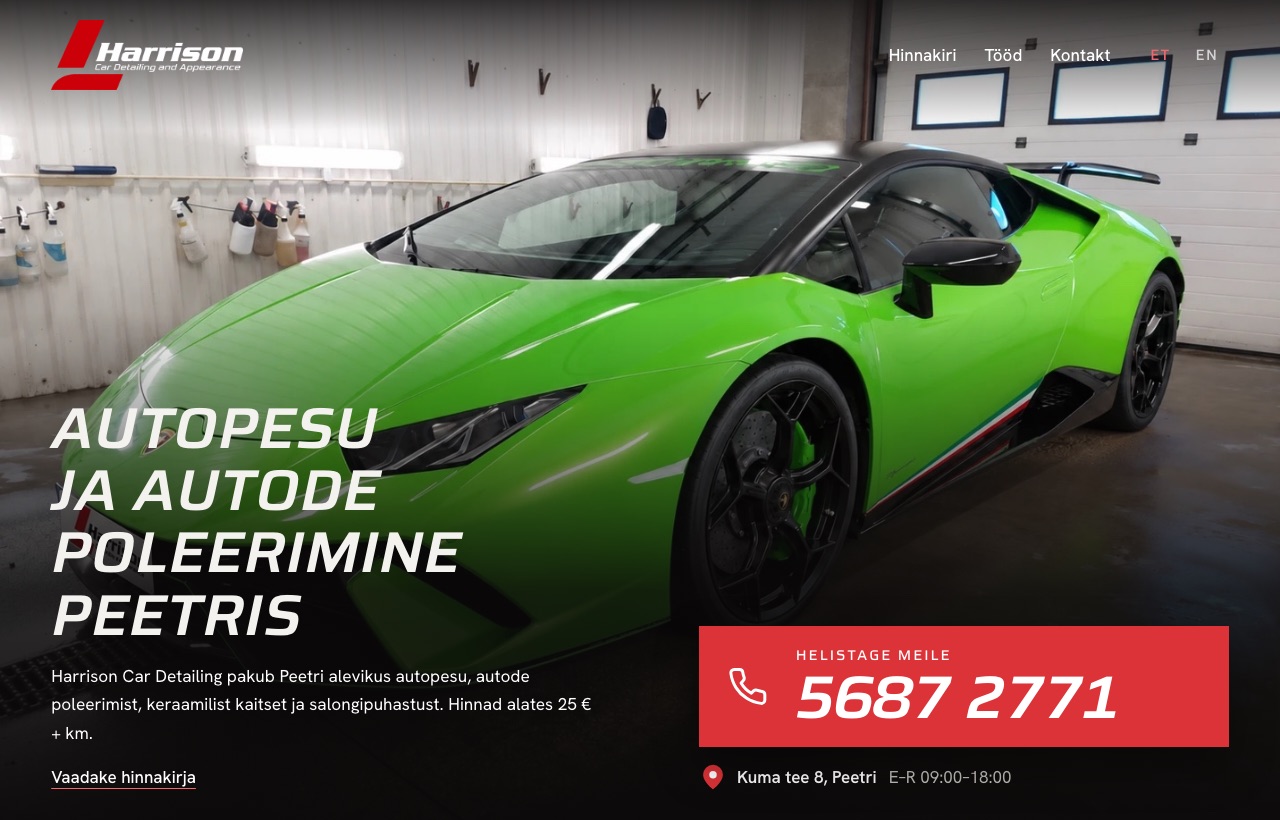 Harrison
Car Detailing and Appearance
Hinnakiri Tööd Kontakt ET EN
AUTOPESU
JA AUTODE
POLEERIMINE
PEETRIS
Harrison Car Detailing pakub Peetri alevikus autopesu, autode
poleerimist, keraamilist kaitset ja salongipuhastust. Hinnad alates 25 €
+ km.
Vaadake hinnakirja
HELISTAGE MEILE
5687 2771
Kuma tee 8, Peetri E–R 09:00–18:00